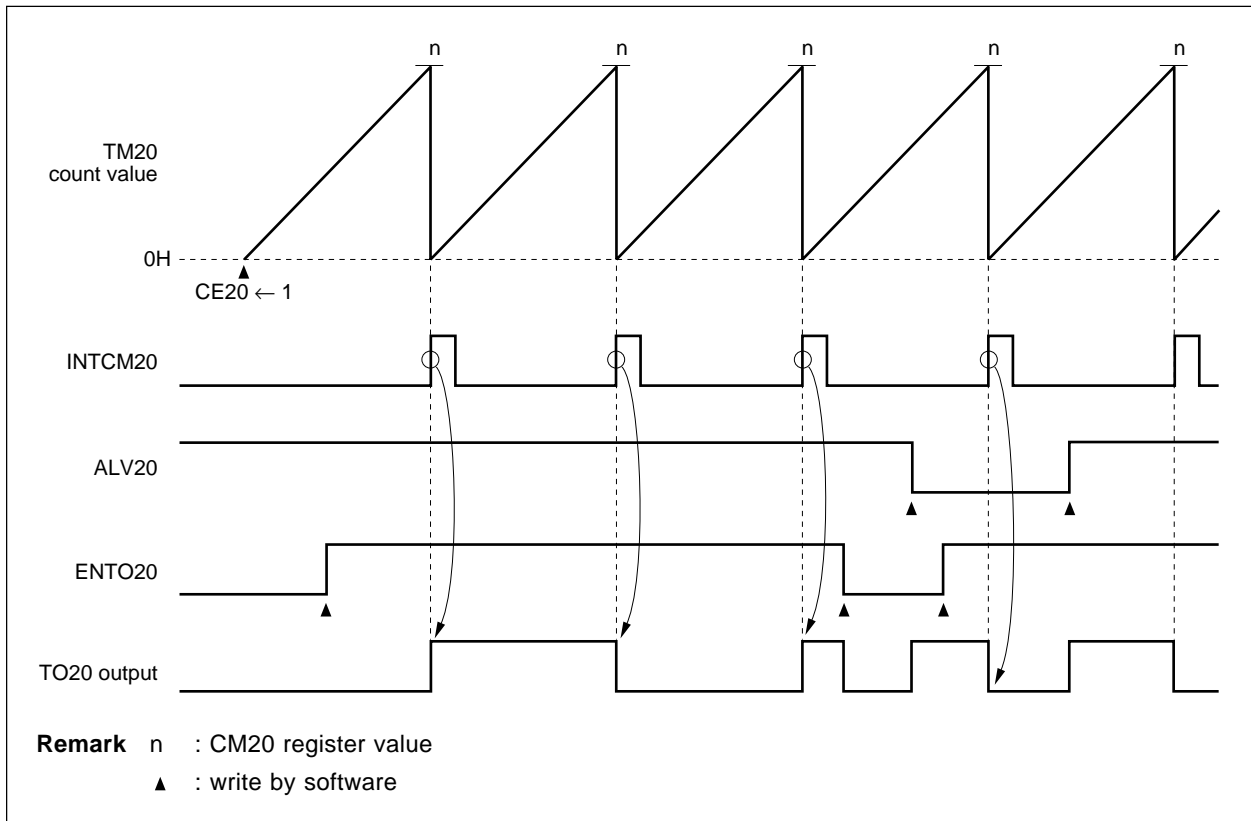 n n n n n
TM20
count value
0H
CE20 ← 1
INTCM20
ALV20
ENTO20
TO20 output
Remark n : CM20 register value
▲ : write by software